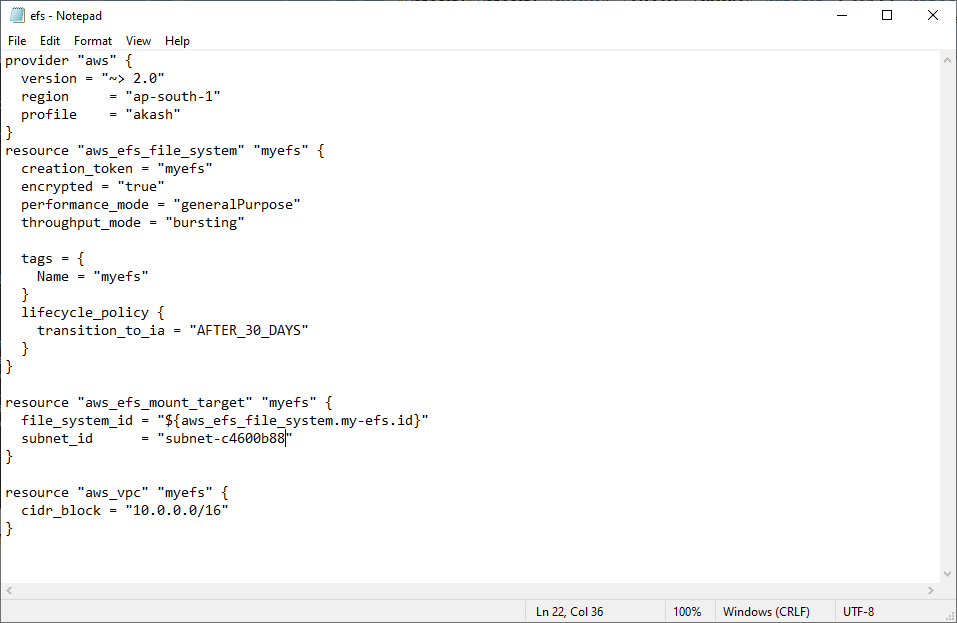 efs - Notepad
File Edit Format View Help
provider "aws" {
  version = "~> 2.0"
  region     = "ap-south-1"
  profile    = "akash"
}
resource "aws_efs_file_system" "myefs" {
  creation_token = "myefs"
  encrypted = "true"
  performance_mode = "generalPurpose"
  throughput_mode = "bursting"

  tags = {
    Name = "myefs"
  }
  lifecycle_policy {
    transition_to_ia = "AFTER_30_DAYS"
  }
}

resource "aws_efs_mount_target" "myefs" {
  file_system_id = "${aws_efs_file_system.my-efs.id}"
  subnet_id      = "subnet-c4600b88"
}

resource "aws_vpc" "myefs" {
  cidr_block = "10.0.0.0/16"
}
Ln 22, Col 36 100% Windows (CRLF) UTF-8